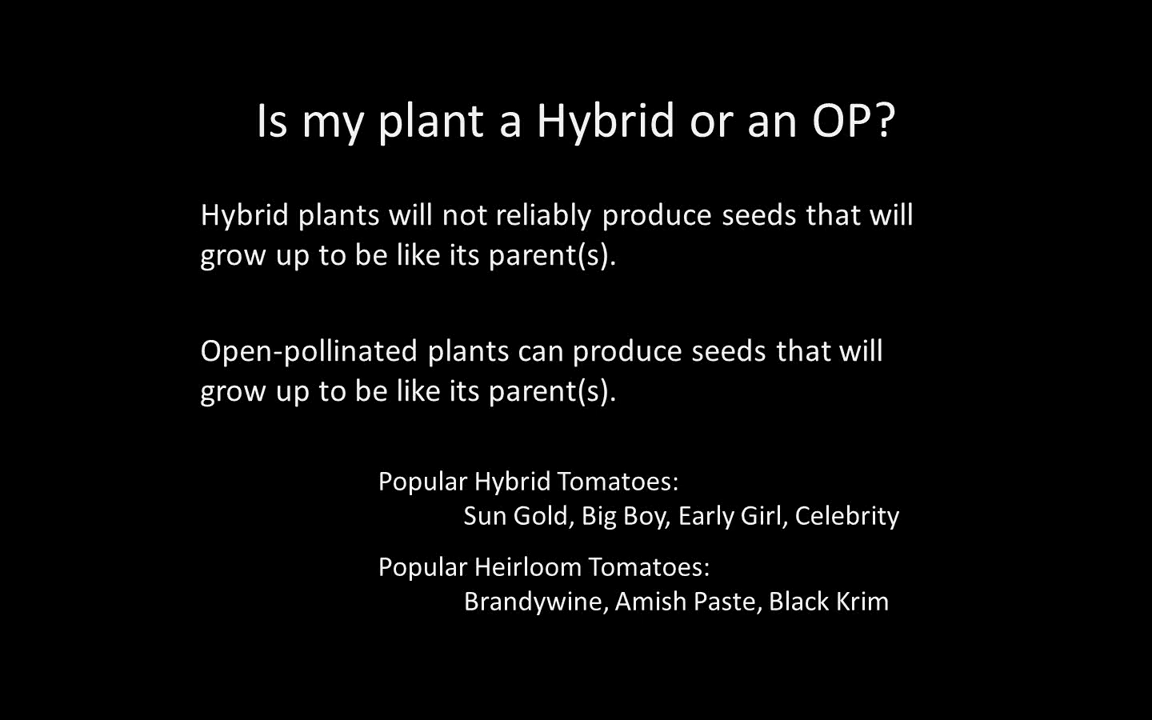 Is my plant a Hybrid or an OP?
Hybrid plants will not reliably produce seeds that will
grow up to be like its parent(s).
Open-pollinated plants can produce seeds that will
grow up to be like its parent(s).
Popular Hybrid Tomatoes:
Sun Gold, Big Boy, Early Girl, Celebrity
Popular Heirloom Tomatoes:
Brandywine, Amish Paste, Black Krim